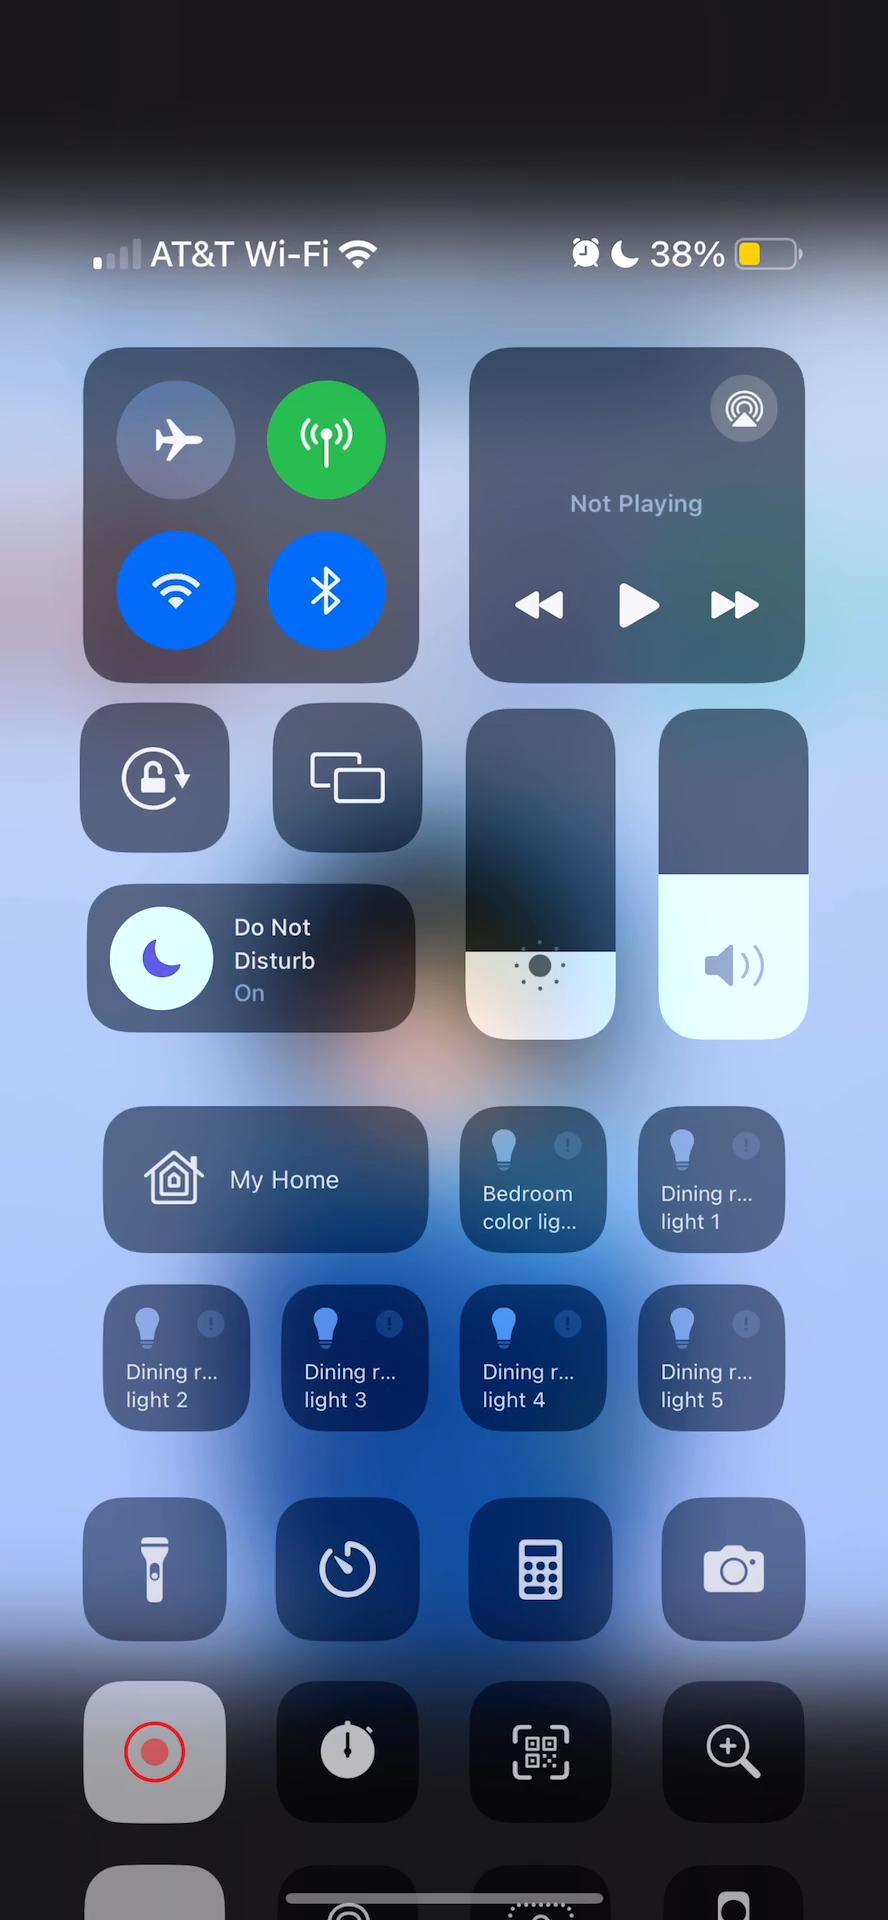 AT&T Wi-Fi
38%
Not Playing
Do Not
Disturb
On
My Home
Bedroom
color lig...
Dining r...
light 1
Dining r...
light 2
Dining r...
light 3
Dining r...
light 4
Dining r...
light 5